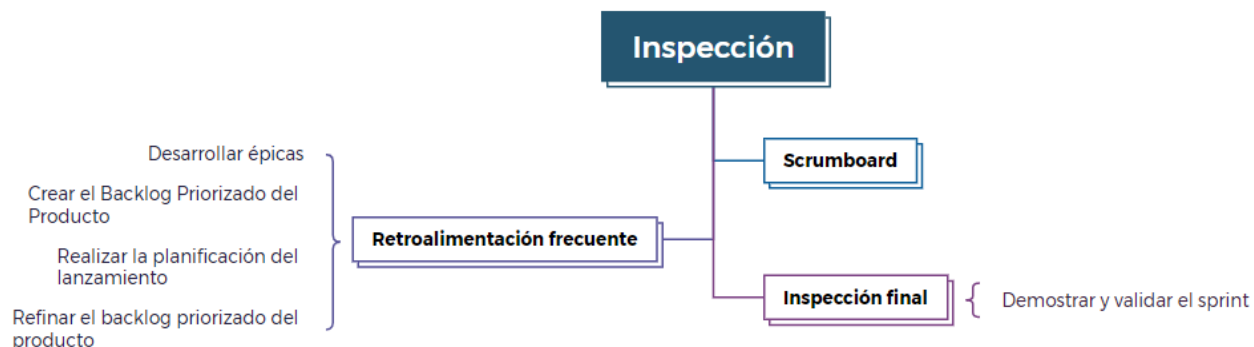 Inspección
Scrumboard
Desarrollar épicas
Crear el Backlog Priorizado del
Producto
Realizar la planificación del
lanzamiento
Refinar el backlog priorizado del
producto
Retroalimentación frecuente
Inspección final
Demostrar y validar el sprint